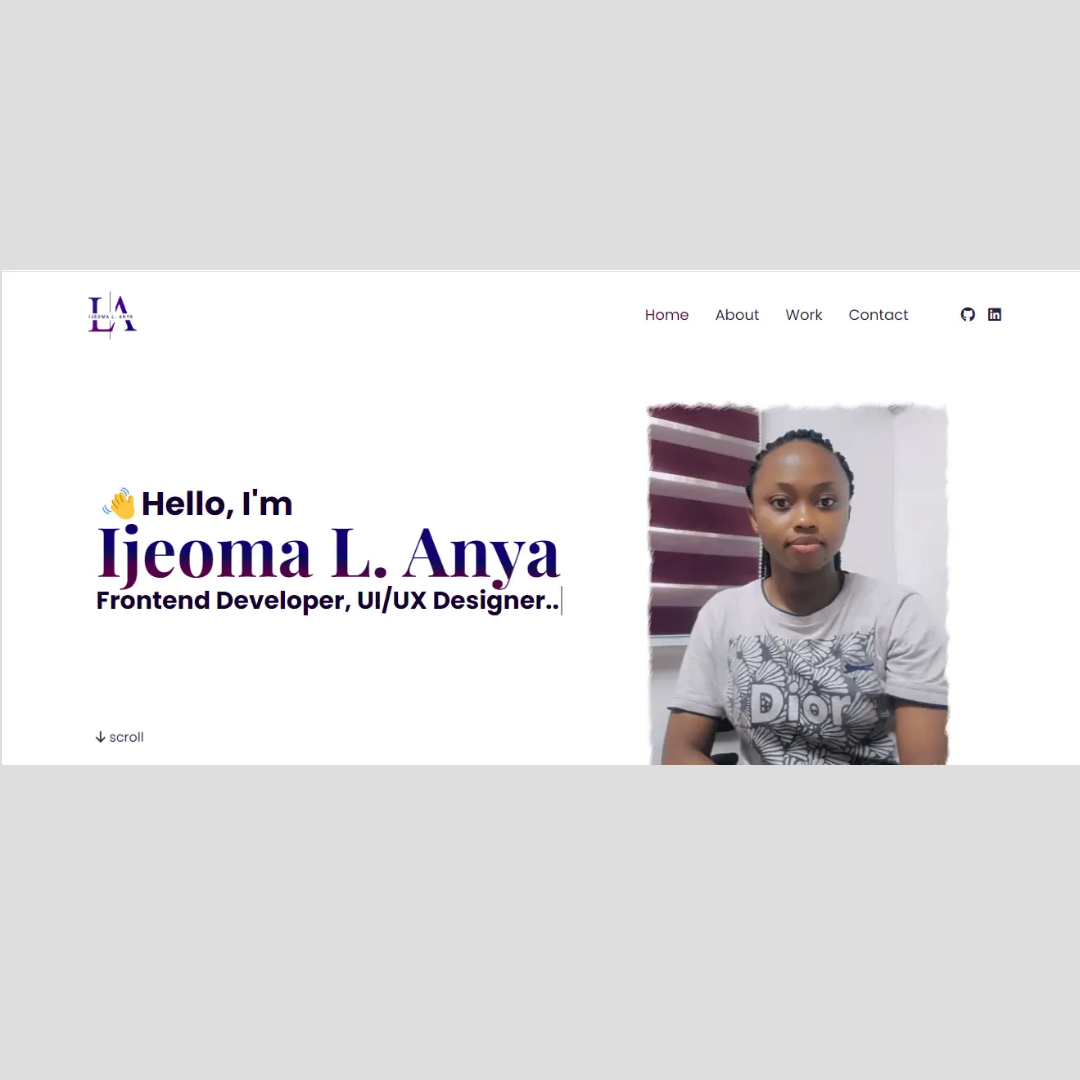 LA
IJEOMA L. ANYA
Home About Work Contact
👋Hello, I'm
Ijeoma L. Anya
Frontend Developer, UI/UX Designer..
Dior
↓ scroll